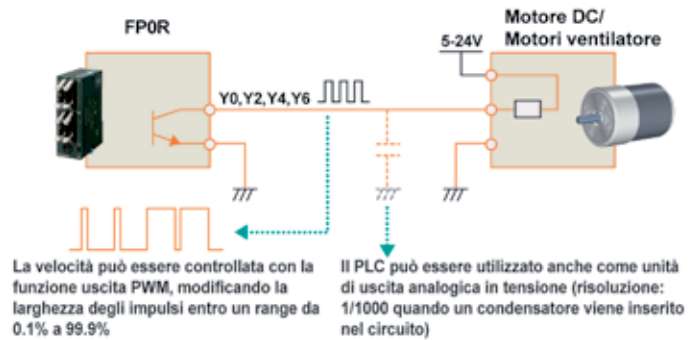 FP0R
Motore DC/
Motori ventilatore
5-24V
Y0,Y2,Y4,Y6
La velocità può essere controllata con la
funzione uscita PWM, modificando la
larghezza degli impulsi entro un range da
0.1% a 99.9%
Il PLC può essere utilizzato anche come unità
di uscita analogica in tensione (risoluzione:
1/1000 quando un condensatore viene inserito
nel circuito)